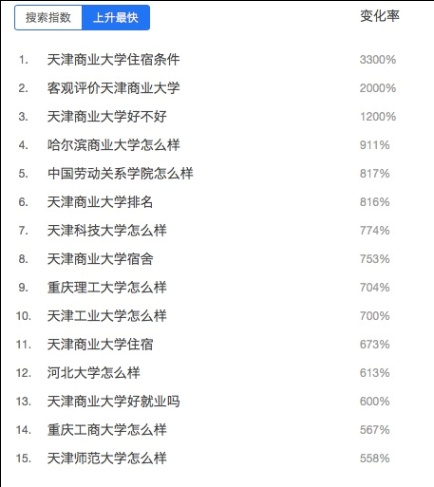 搜索指数 上升最快 变化率
1. 天津商业大学住宿条件 3300%
2. 客观评价天津商业大学 2000%
3. 天津商业大学好不好 1200%
4. 哈尔滨商业大学怎么样 911%
5. 中国劳动关系学院怎么样 817%
6. 天津商业大学排名 816%
7. 天津科技大学怎么样 774%
8. 天津商业大学宿舍 753%
9. 重庆理工大学怎么样 704%
10. 天津工业大学怎么样 700%
11. 天津商业大学住宿 673%
12. 河北大学怎么样 613%
13. 天津商业大学好就业吗 600%
14. 重庆工商大学怎么样 567%
15. 天津师范大学怎么样 558%